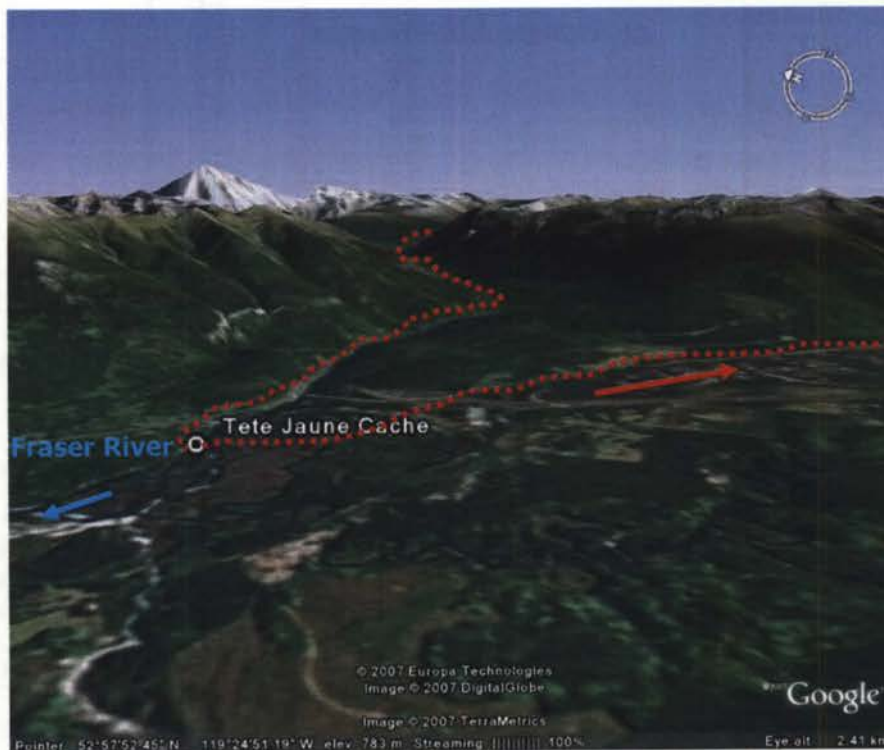 N
Tete Jaune Cache
Fraser River
© 2007 Europa Technologies
Image © 2007 DigitalGlobe
Google
Image © 2007 TerraMetrics
Pointer 52°57'52.45" N 119°24'51.19" W elev 783 m Streaming |||||||||| 100% Eye alt 2.41 km